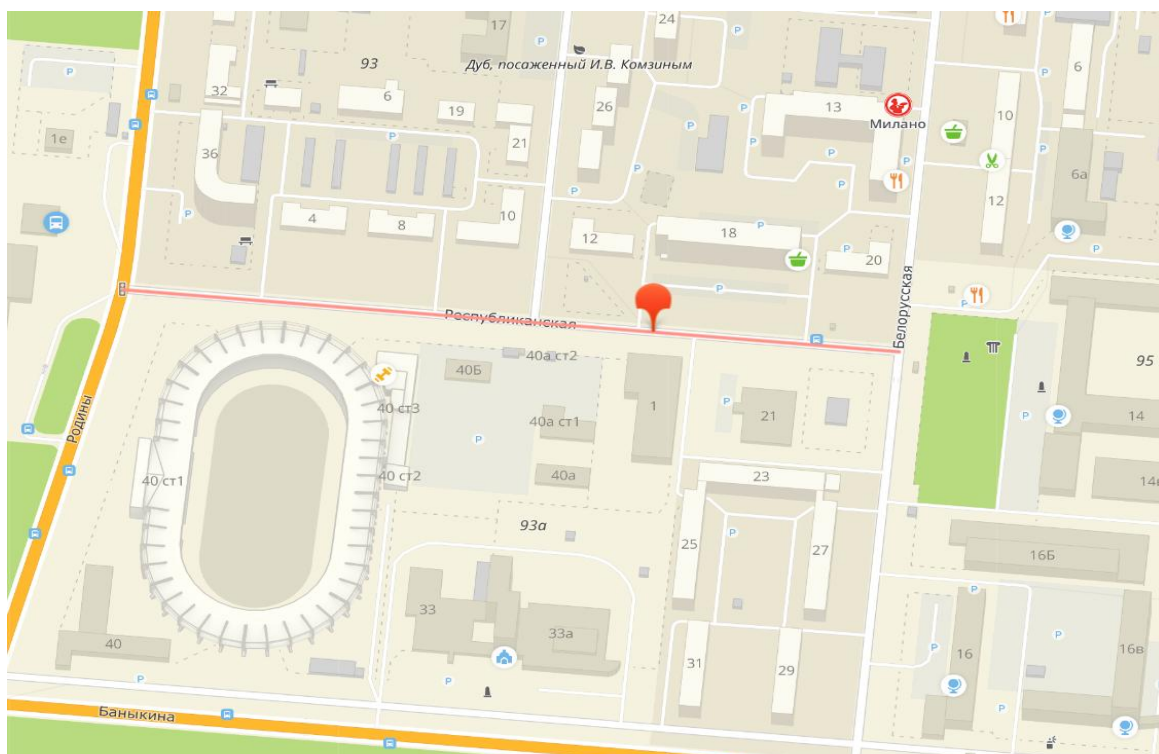 17
24
93
Дуб, посаженный И.В. Комзиным
P
6
P
32
6
19
26
13
10
Милано
1е
P
21
P
P
36
P
12
6а
P
P
4
8
10
12
18
P
P
20
P
P
P
Белорусская
P
Республиканская
40а ст2
40Б
95
40 ст3
1
P
21
14
P
40а ст1
Родины
P
40 ст1
40 ст2
40а
23
14в
93а
P
25
27
16Б
33
33а
P
P
40
31
29
16
16в
P
P
P
Баныкина